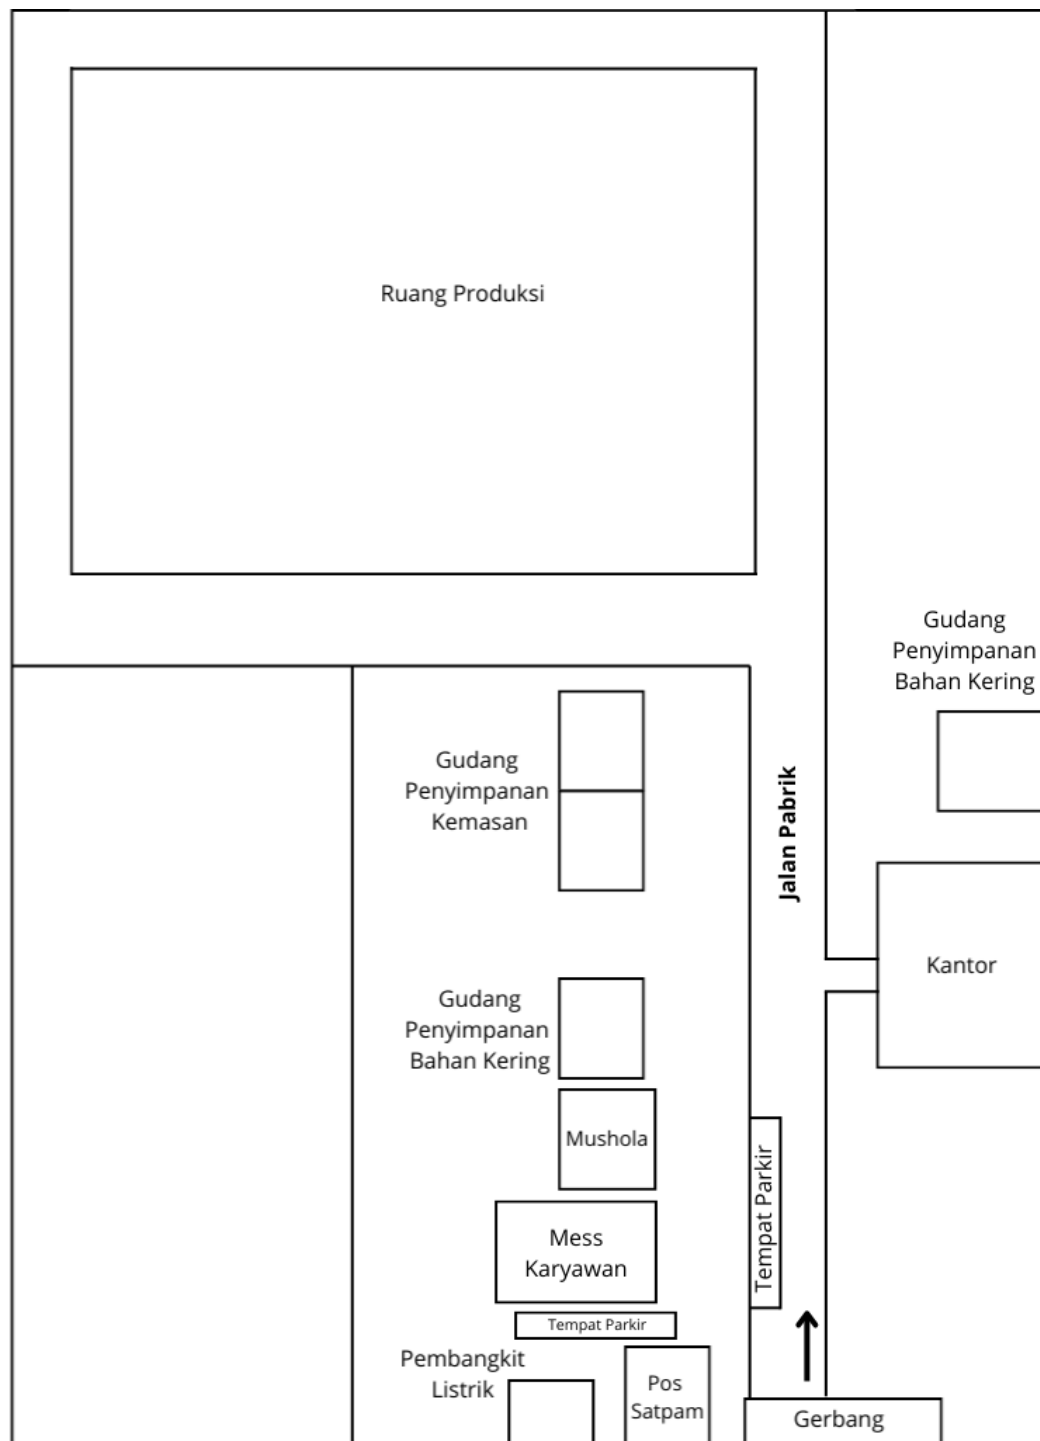 Ruang Produksi
Gudang
Penyimpanan
Bahan Kering
Gudang
Penyimpanan
Kemasan
Jalan Pabrik
Kantor
Gudang
Penyimpanan
Bahan Kering
Mushola
Tempat Parkir
Mess
Karyawan
Tempat Parkir
Pembangkit
Listrik
Pos
Satpam
Gerbang